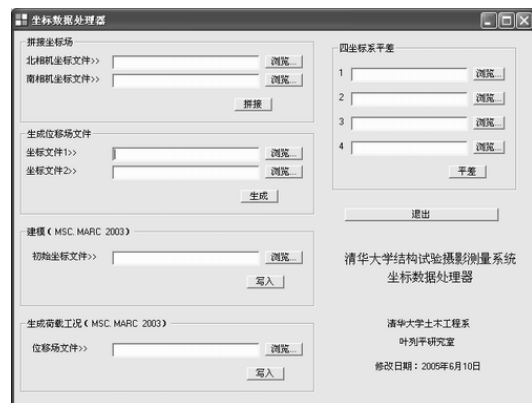 坐标数据处理器
拼接坐标场
北相机坐标文件>> 浏览...
南相机坐标文件>> 浏览...
拼接
生成位移场文件
坐标文件1>> 浏览...
坐标文件2>> 浏览...
生成
建模(MSC.MARC 2003)
初始坐标文件>> 浏览...
写入
生成荷载工况(MSC.MARC 2003)
位移场文件>> 浏览...
写入
四坐标系平差
1 浏览...
2 浏览...
3 浏览...
4 浏览...
平差
退出
清华大学结构试验摄影测量系统
坐标数据处理器
清华大学土木工程系
叶列平研究室
修改日期:2005年6月10日